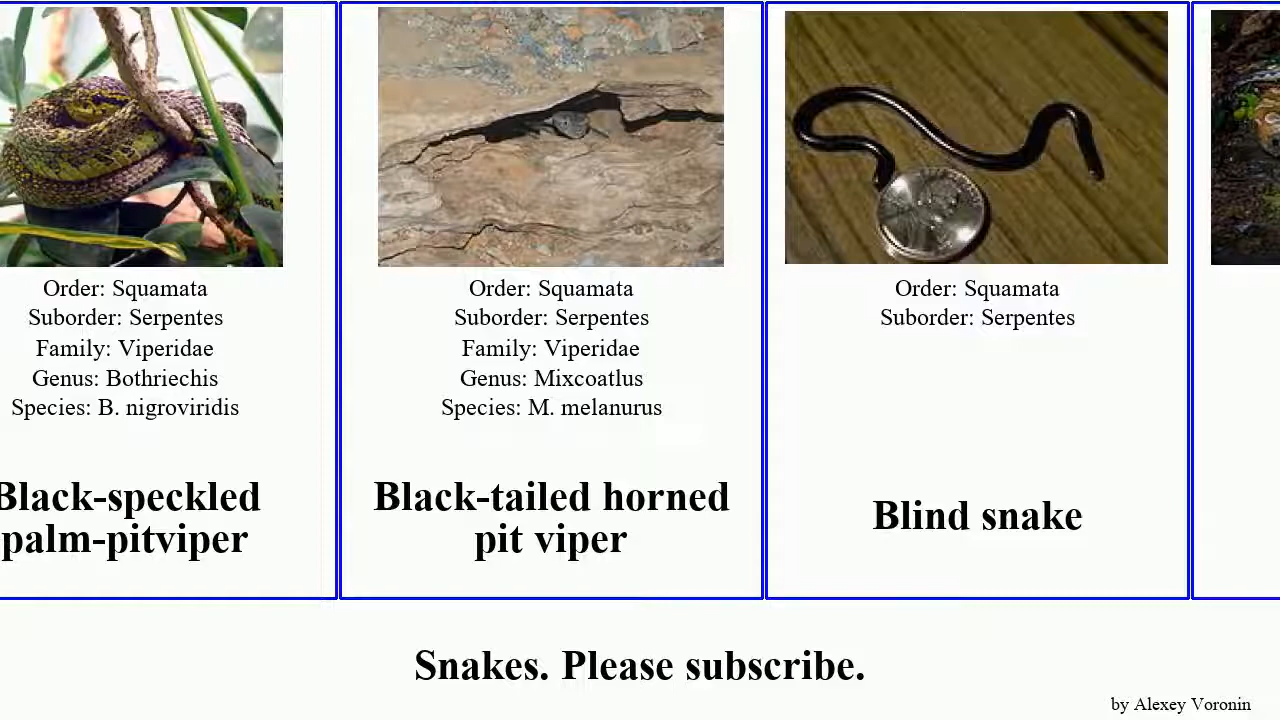 Order: Squamata
Suborder: Serpentes
Family: Viperidae
Genus: Bothriechis
Species: B. nigroviridis
Black-speckled
palm-pitviper
Order: Squamata
Suborder: Serpentes
Family: Viperidae
Genus: Mixcoatlus
Species: M. melanurus
Black-tailed horned
pit viper
Order: Squamata
Suborder: Serpentes
Blind snake
Snakes. Please subscribe.
by Alexey Voronin